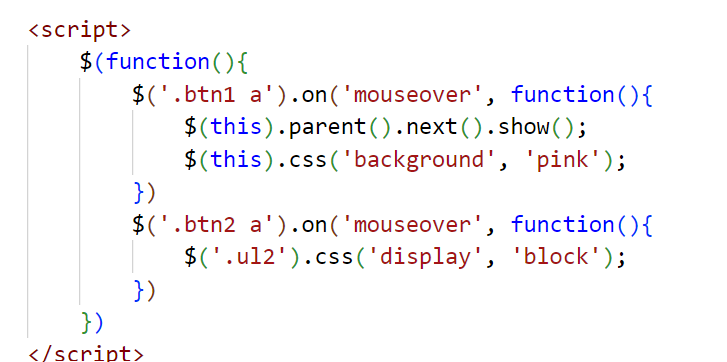 <script>
$(function(){
$('.btn1 a').on('mouseover', function(){
$(this).parent().next().show();
$(this).css('background', 'pink');
})
$('.btn2 a').on('mouseover', function(){
$('.ul2').css('display', 'block');
})
})
</script>